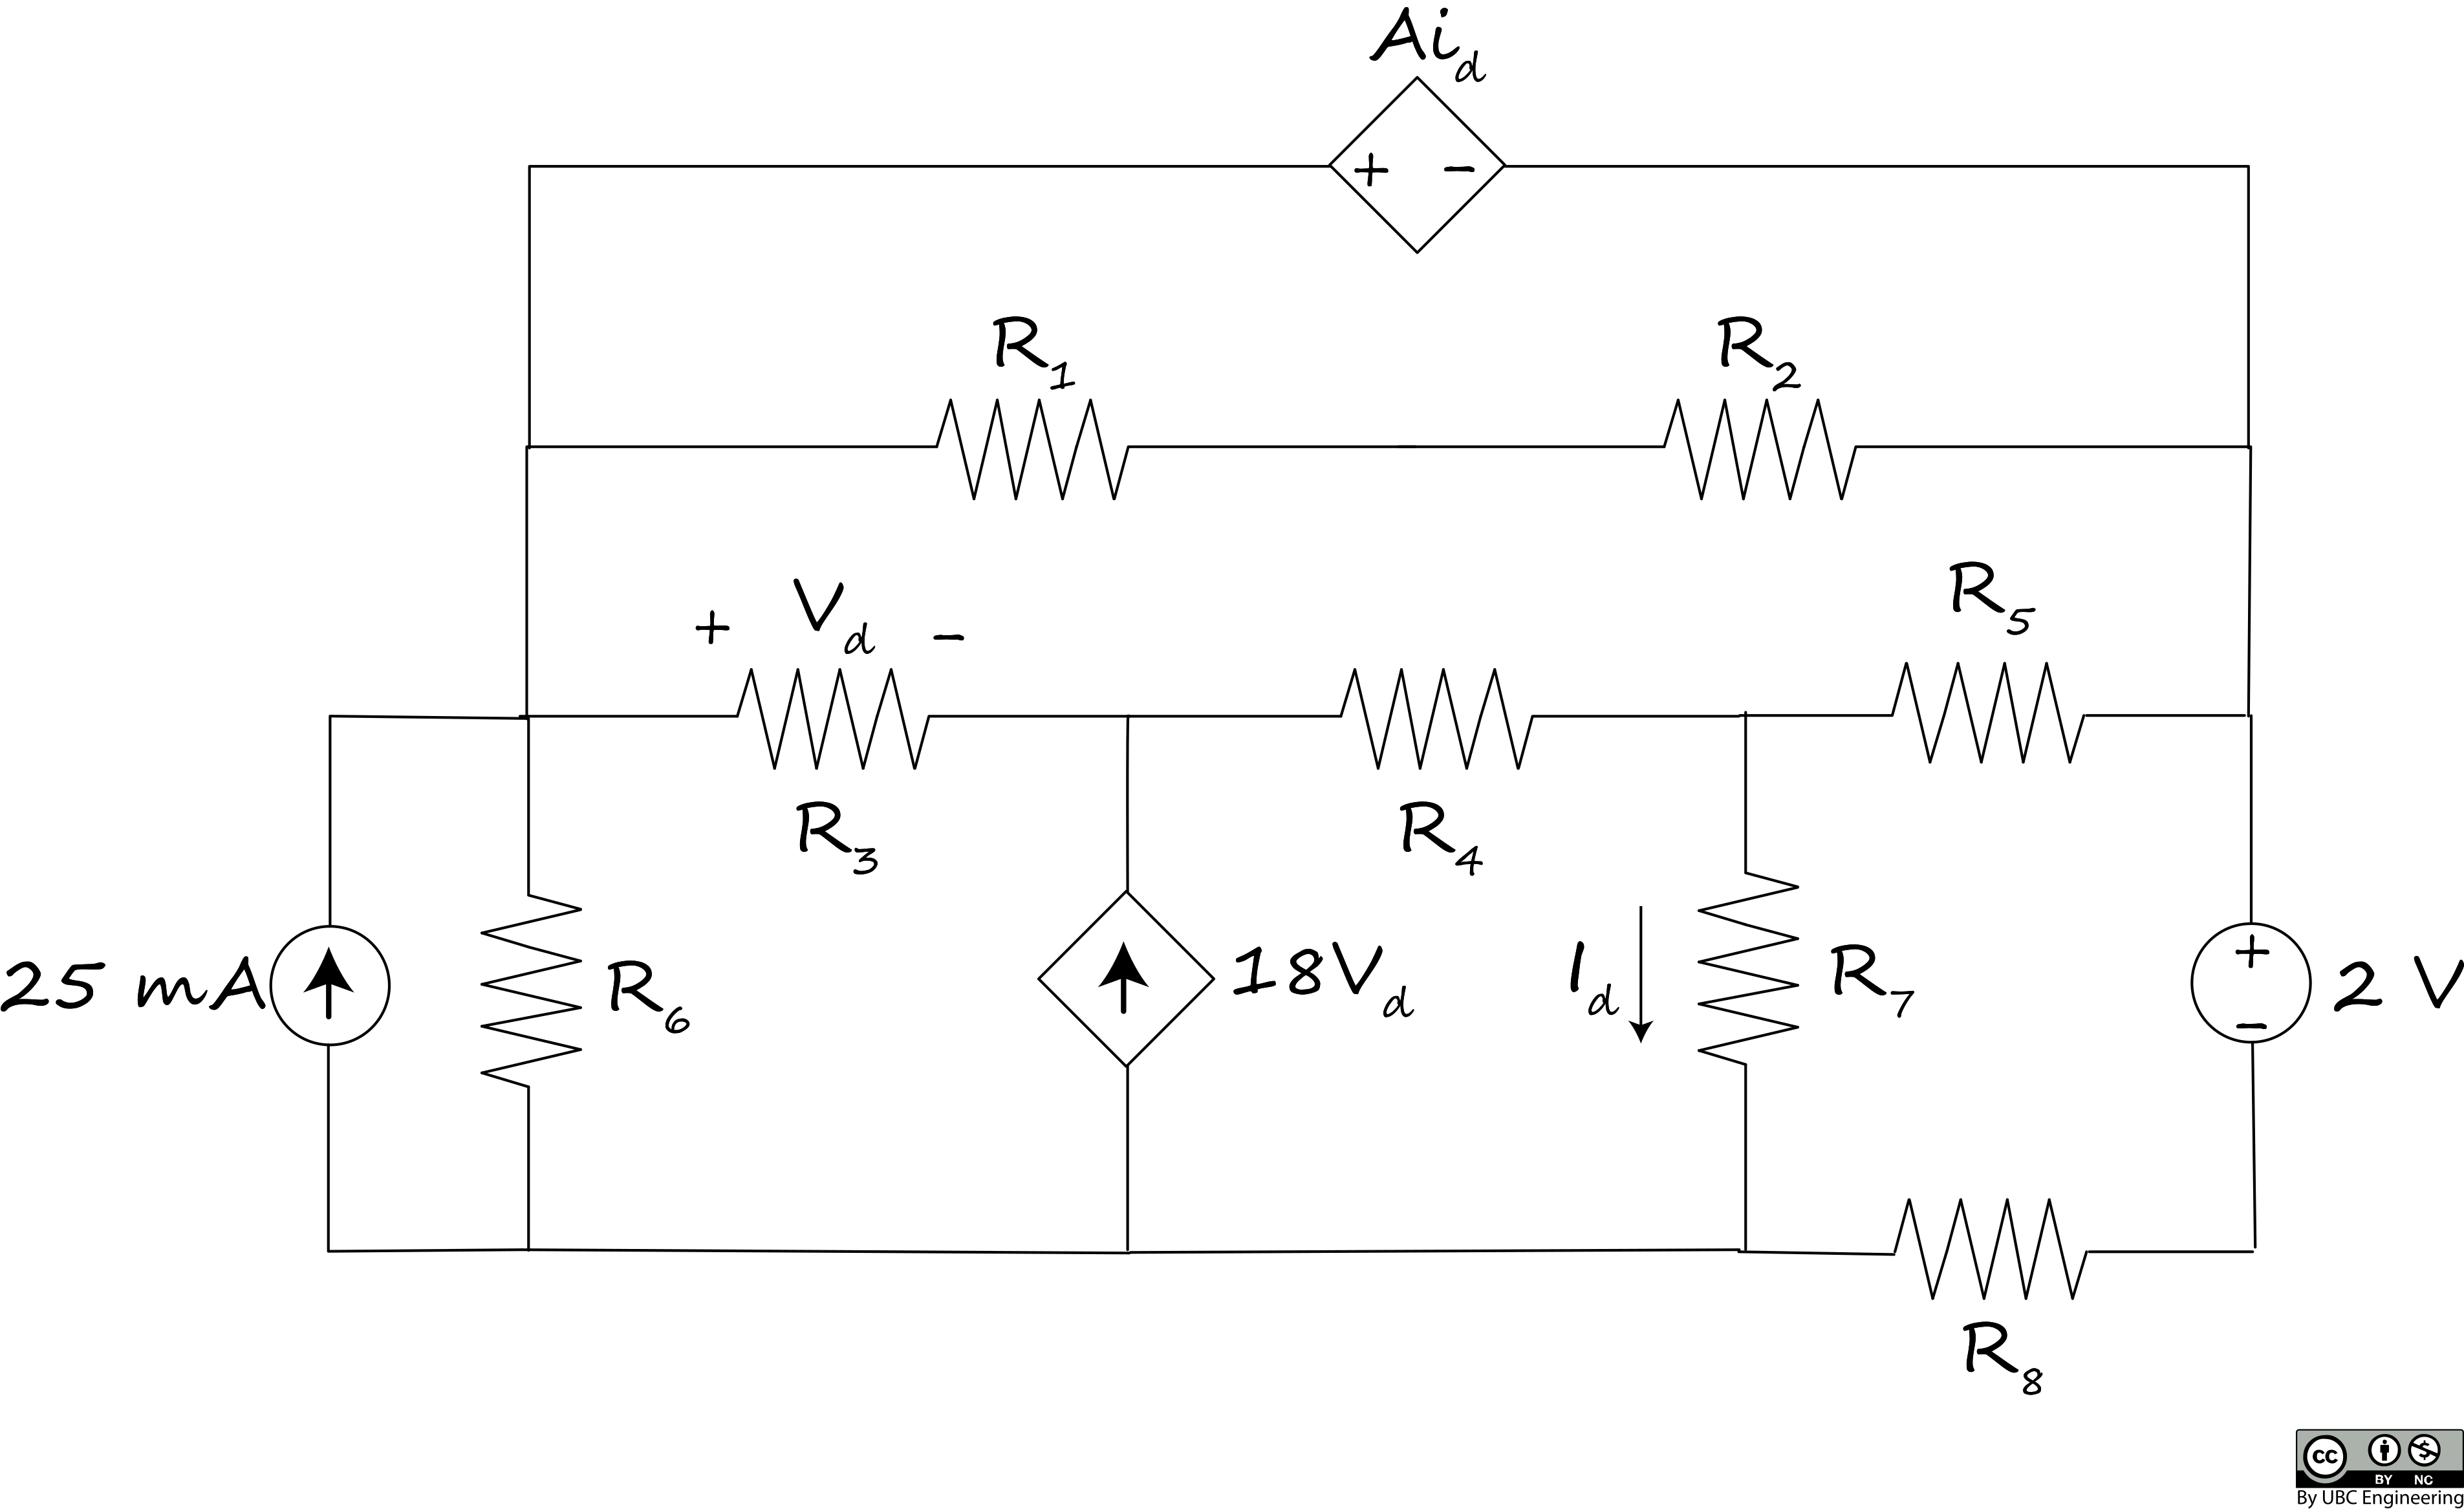 Ai_d
+ -
R_1
R_2
R_5
+ V_d -
R_3
R_4
25 mA
R_6
18V_d
I_d
R_7
+
-
2 V
R_8
cc
BY NC
By UBC Engineering